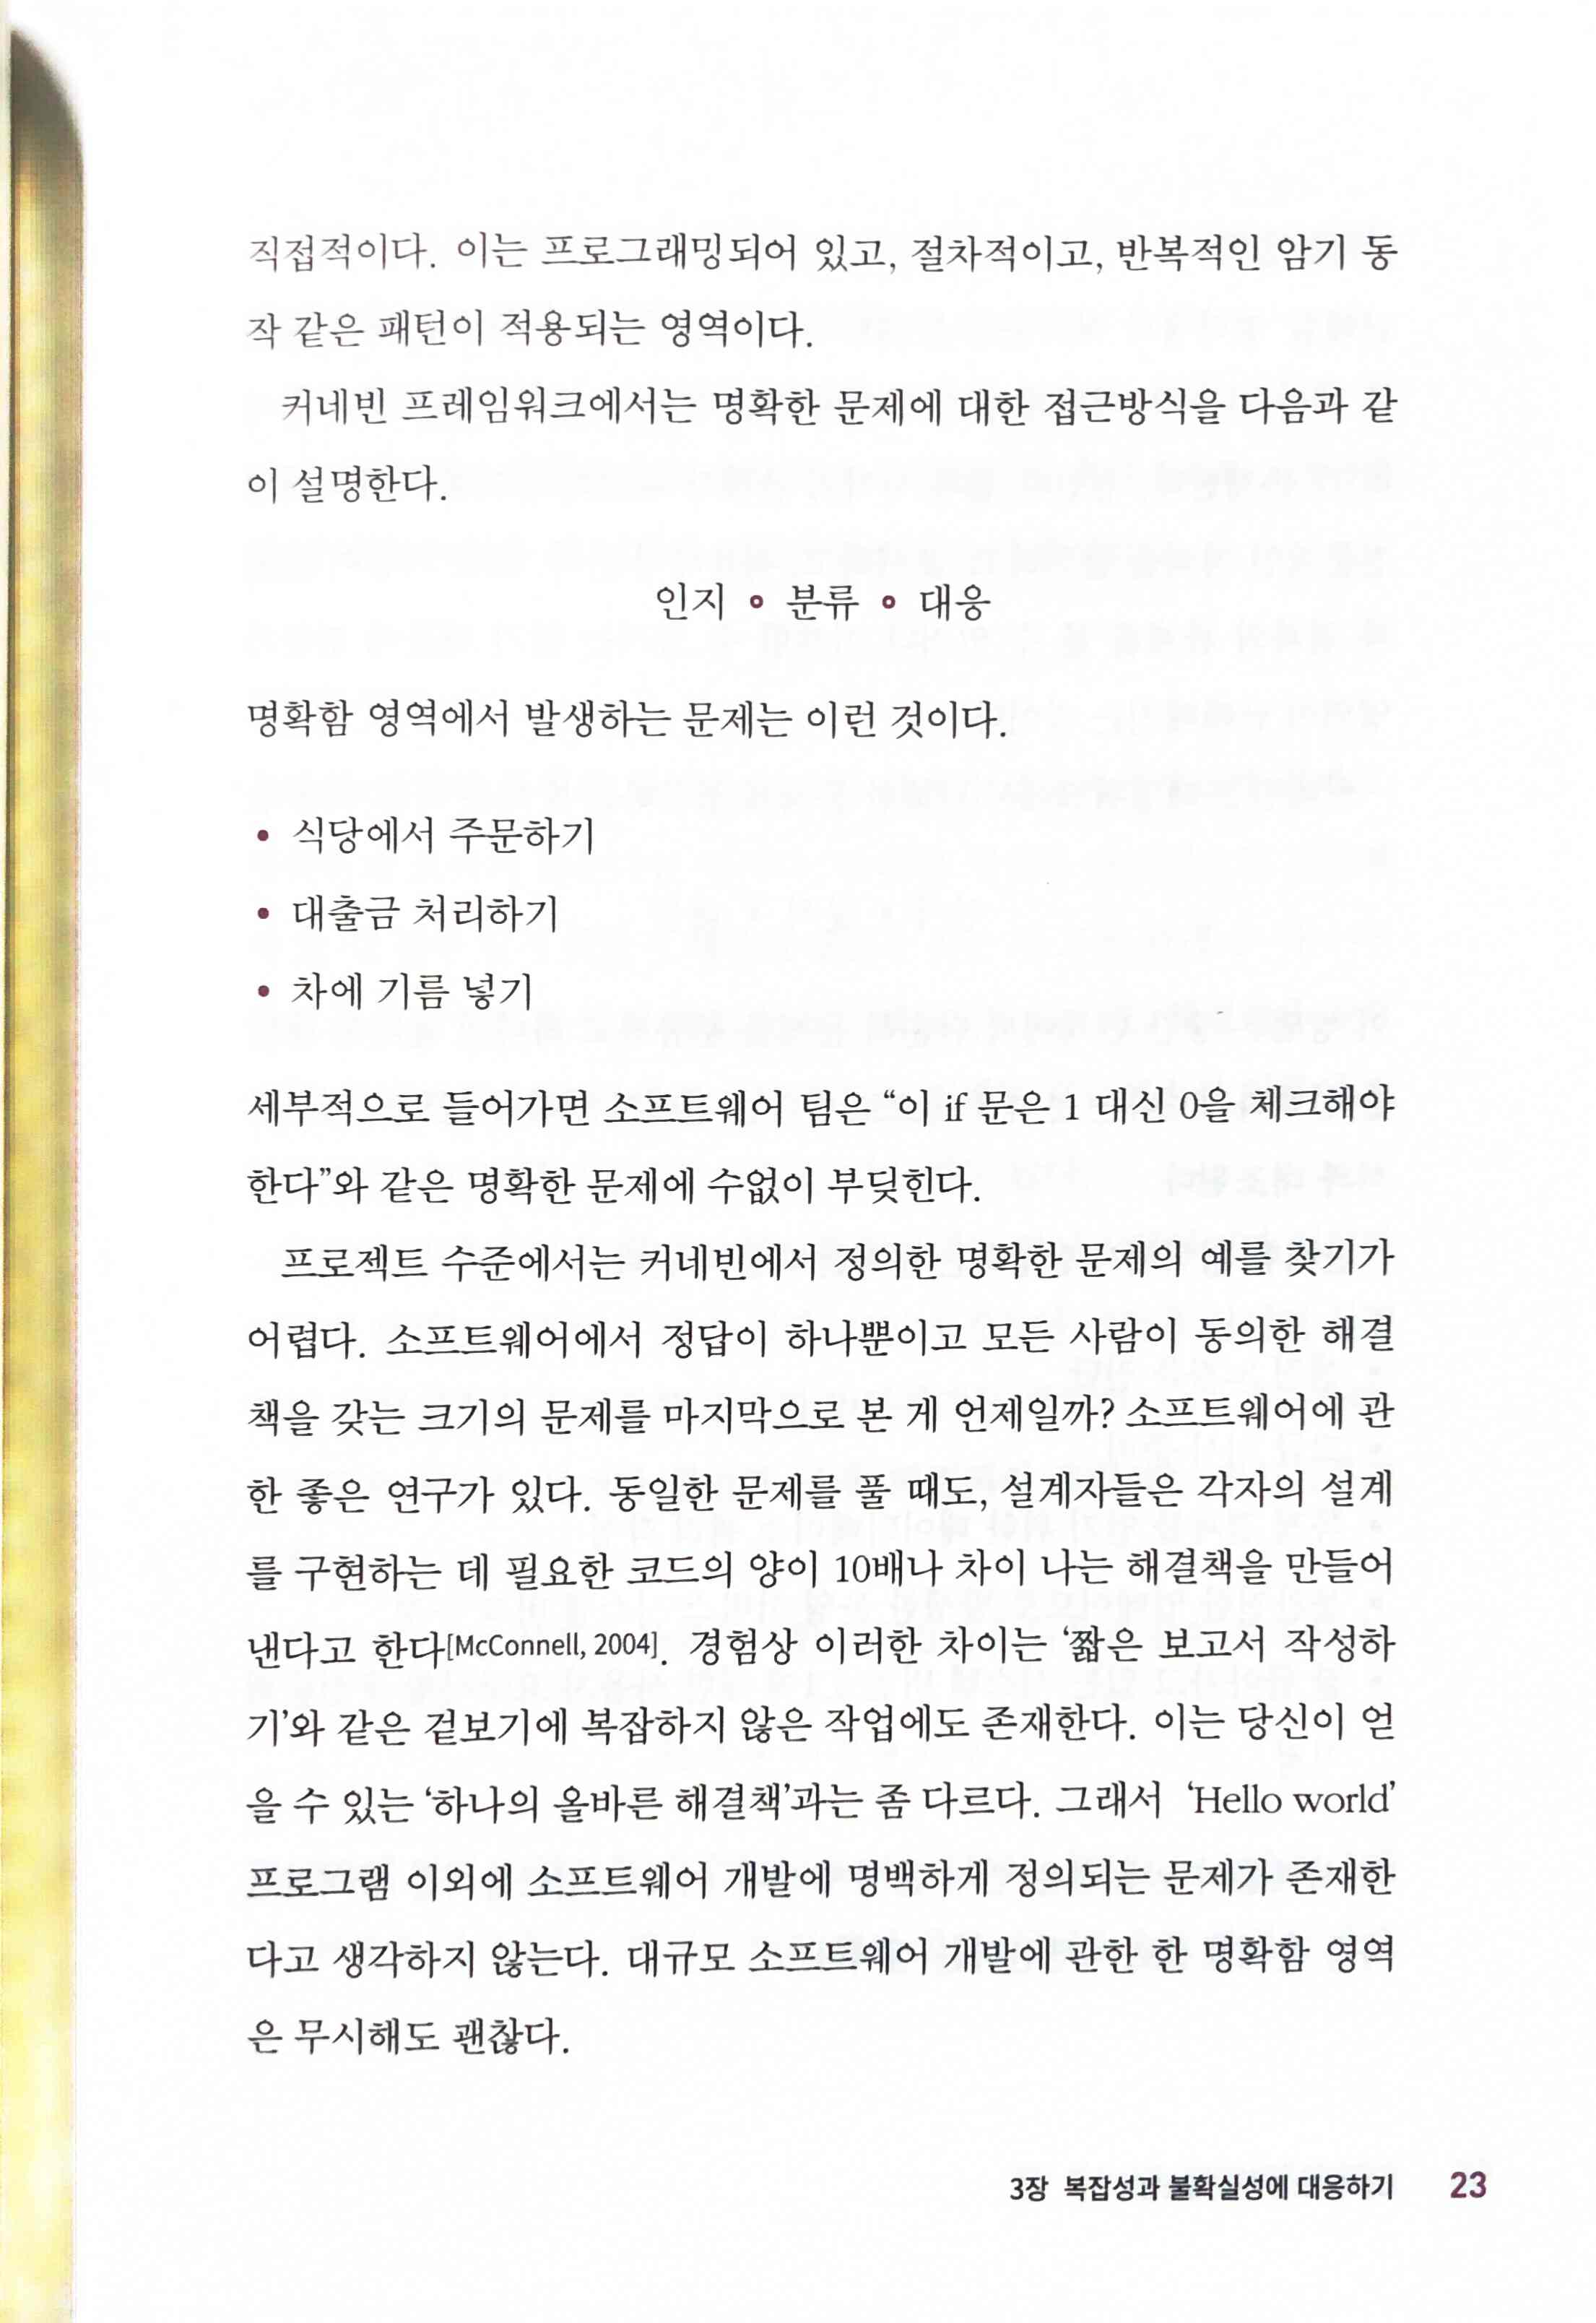 직접적이다. 이는 프로그래밍되어 있고, 절차적이고, 반복적인 암기 동
작 같은 패턴이 적용되는 영역이다.
커네빈 프레임워크에서는 명확한 문제에 대한 접근방식을 다음과 같
이 설명한다.
인지 ∘ 분류 ∘ 대응
명확함 영역에서 발생하는 문제는 이런 것이다.
• 식당에서 주문하기
• 대출금 처리하기
• 차에 기름 넣기
세부적으로 들어가면 소프트웨어 팀은 “이 if 문은 1 대신 0을 체크해야
한다”와 같은 명확한 문제에 수없이 부딪힌다.
프로젝트 수준에서는 커네빈에서 정의한 명확한 문제의 예를 찾기가
어렵다. 소프트웨어에서 정답이 하나뿐이고 모든 사람이 동의한 해결
책을 갖는 크기의 문제를 마지막으로 본 게 언제일까? 소프트웨어에 관
한 좋은 연구가 있다. 동일한 문제를 풀 때도, 설계자들은 각자의 설계
를 구현하는 데 필요한 코드의 양이 10배나 차이 나는 해결책을 만들어
낸다고 한다[McConnell, 2004]. 경험상 이러한 차이는 ‘짧은 보고서 작성하
기’와 같은 겉보기에 복잡하지 않은 작업에도 존재한다. 이는 당신이 얻
을 수 있는 ‘하나의 올바른 해결책’과는 좀 다르다. 그래서 ‘Hello world’
프로그램 이외에 소프트웨어 개발에 명백하게 정의되는 문제가 존재한
다고 생각하지 않는다. 대규모 소프트웨어 개발에 관한 한 명확함 영역
은 무시해도 괜찮다.
3장 복잡성과 불확실성에 대응하기 23